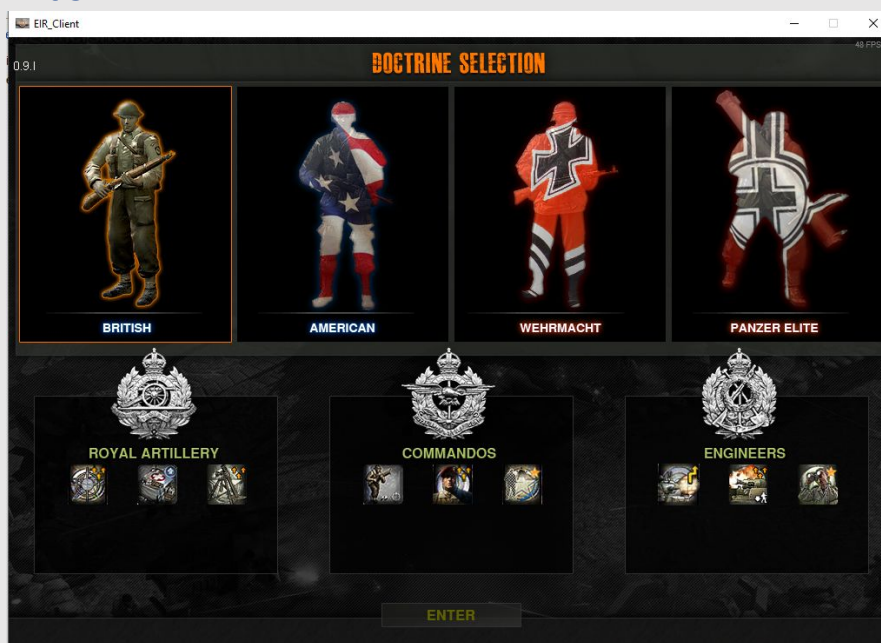 EIR_Client
48 FPS
0.9.I
DOCTRINE SELECTION
BRITISH
AMERICAN
WEHRMACHT
PANZER ELITE
ROYAL ARTILLERY
COMMANDOS
ENGINEERS
ENTER